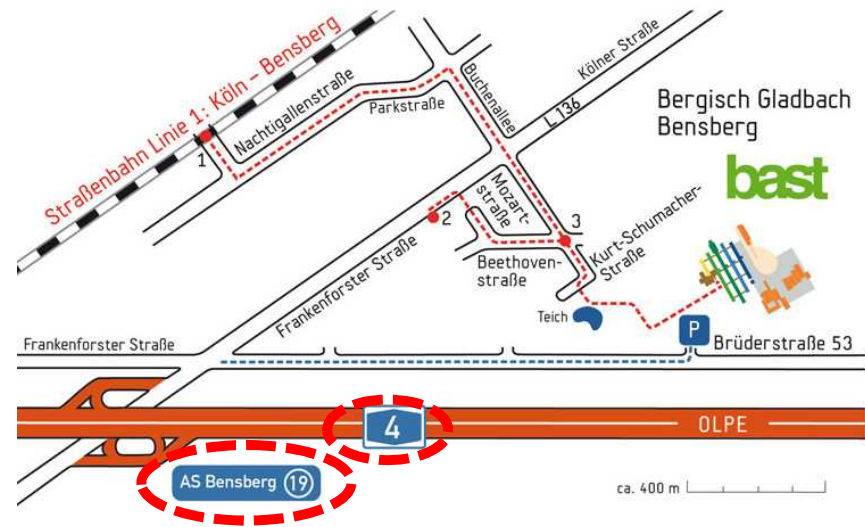 Straßenbahn Linie 1: Köln – Bensberg
1
Nachtigallenstraße
Parkstraße
Buchenallee
Kölner Straße
L 136
Bergisch Gladbach
Bensberg
bast
Mozart-
straße
2
3
Kurt-Schumacher-
Straße
Beethoven-
straße
Frankenforster Straße
Teich
P
Frankenforster Straße
Brüderstraße 53
4
OLPE
AS Bensberg 19
ca. 400 m